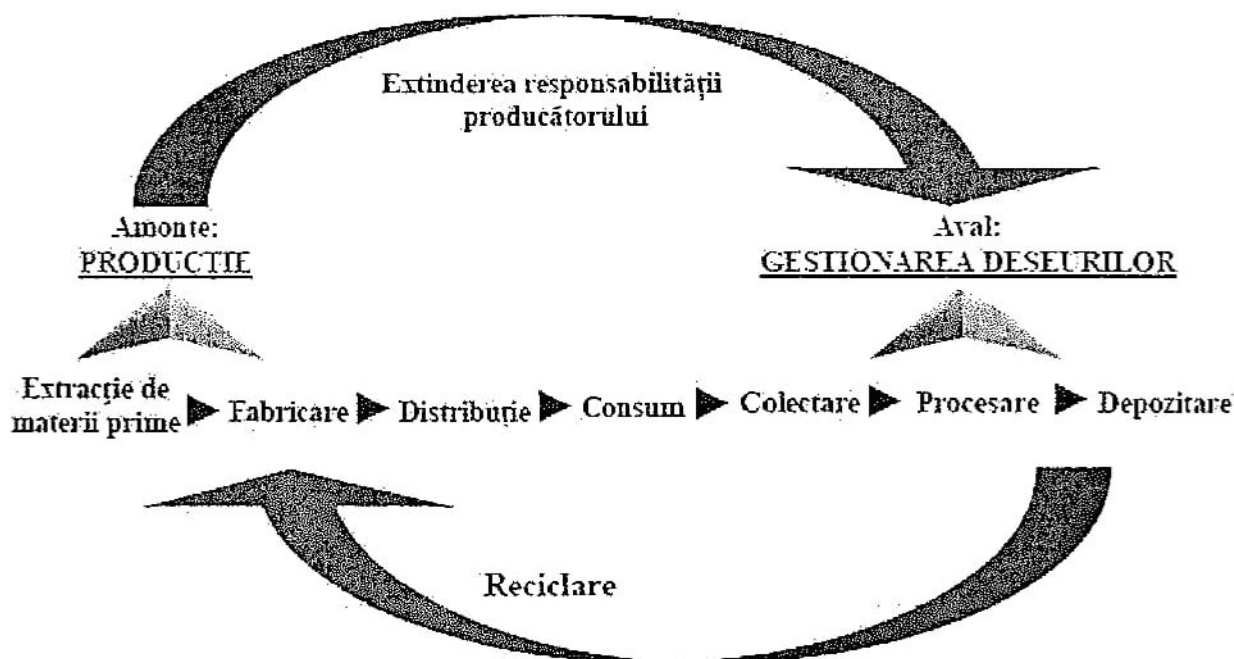 Extinderea responsabilității
producătorului
Amonte:
PRODUCTIE
Aval:
GESTIONAREA DESEURILOR
Extracție de
materii prime
Fabricare
Distribuție
Consum
Colectare
Procesare
Depozitare
Reciclare